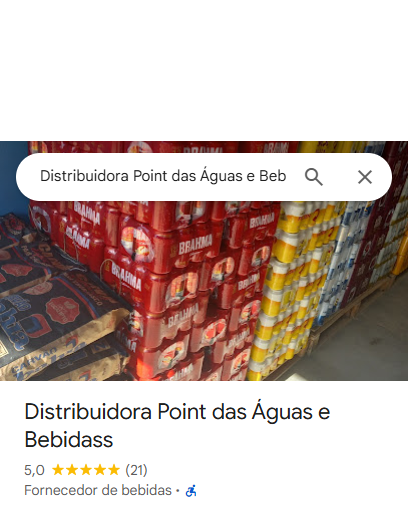 BRAHMA
Distribuidora Point das Águas e Beb
BRAHMA
BRAHMA
BRAHMA
BRAHMA
Distribuidora Point das Águas e
Bebidass
5,0 (21)
Fornecedor de bebidas ·